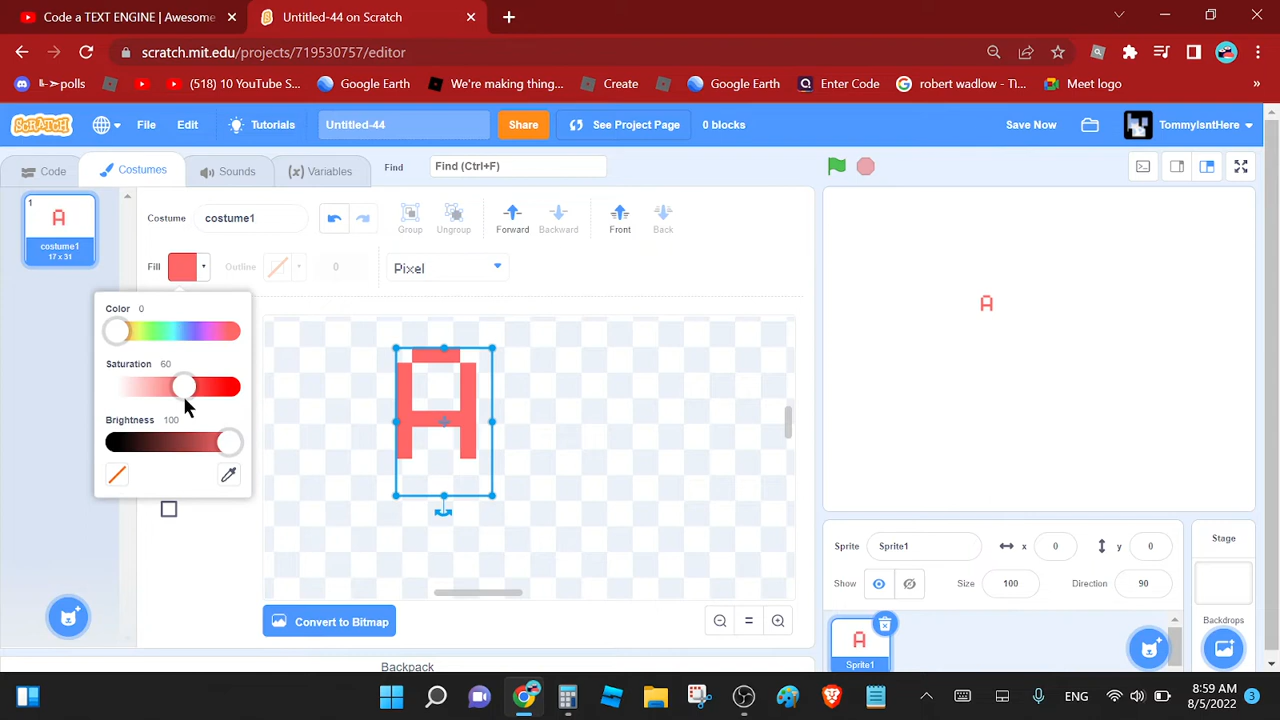 Code a TEXT ENGINE | Awesome
Untitled-44 on Scratch
scratch.mit.edu/projects/719530757/editor
polls
(518) 10 YouTube S...
Google Earth
We're making thing...
Create
Google Earth
Enter Code
robert wadlow - Ti...
Meet logo
»
SCRATCH
File
Edit
Tutorials
Untitled-44
Share
See Project Page
0 blocks
Save Now
TommyIsntHere
Code
Costumes
Sounds
(x) Variables
Find
Find (Ctrl+F)
1
A
costume1
17 x 31
Costume
costume1
Group
Ungroup
Forward
Backward
Front
Back
Fill
Outline
0
Pixel
Color 0
Saturation 60
Brightness 100
A
A
Convert to Bitmap
Backpack
Sprite
Sprite1
x
0
y
0
Show
Size
100
Direction
90
Stage
Backdrops
A
Sprite1
ENG
8:59 AM
8/5/2022
3